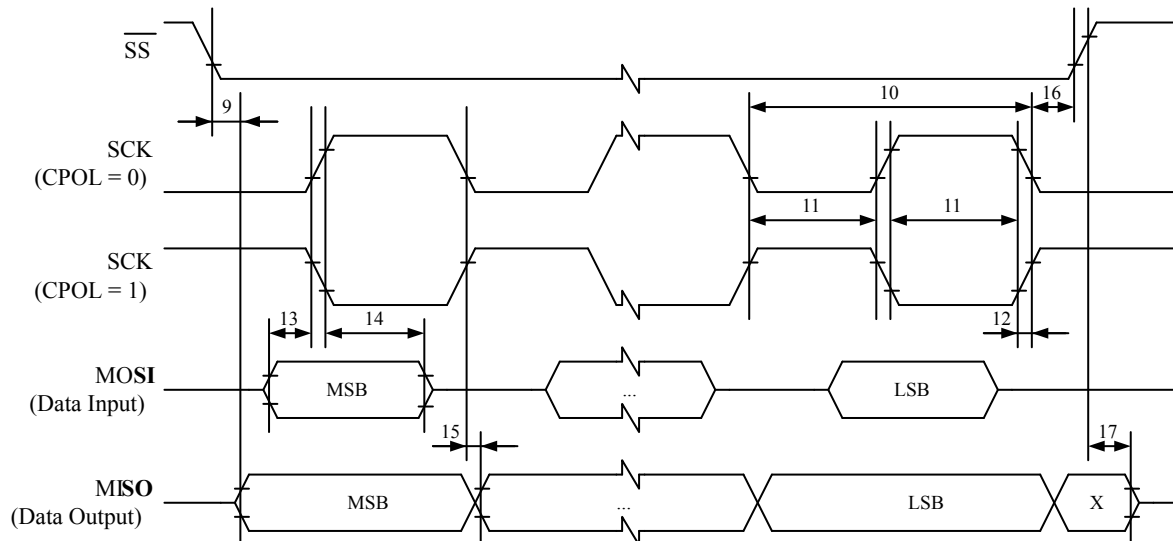 SS
9
10
16
SCK
(CPOL = 0)
11
11
SCK
(CPOL = 1)
13
14
12
MOSI
(Data Input)
MSB
...
LSB
15
17
MISO
(Data Output)
MSB
...
LSB
X